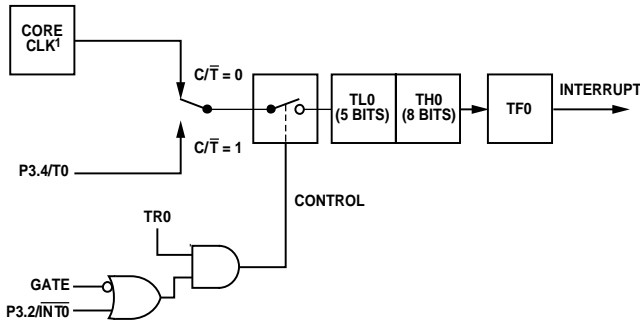 CORE
CLK¹
C/T̅ = 0
TL0
(5 BITS)
TH0
(8 BITS)
TF0
INTERRUPT
C/T̅ = 1
P3.4/T0
CONTROL
TR0
GATE
P3.2/I̅N̅T̅0̅